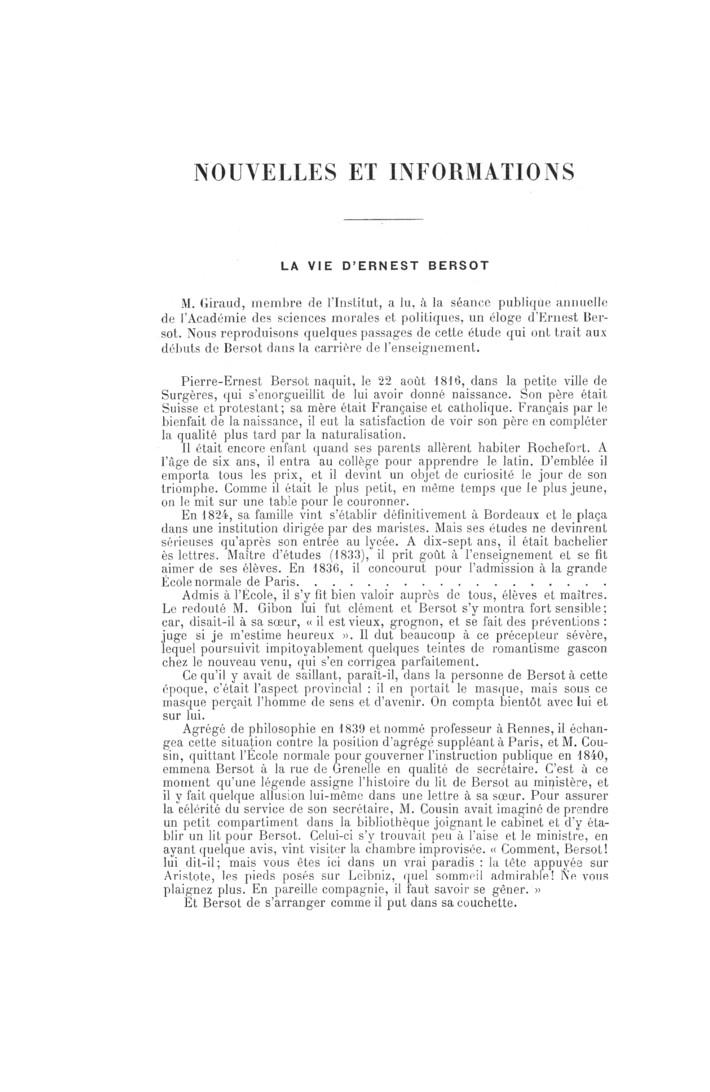 NOUVELLES ET INFORMATIONS
LA VIE D'ERNEST BERSOT
M. Giraud, membre de l'Institut, a lu, à la séance publique annuelle
de l'Académie des sciences morales et politiques, un éloge d'Ernest Ber-
sot. Nous reproduisons quelques passages de cette étude qui ont trait aux
débuts de Bersot dans la carrière de l'enseignement.
Pierre-Ernest Bersot naquit, le 22 août 1816, dans la petite ville de
Surgères, qui s'enorgueillit de lui avoir donné naissance. Son père était
Suisse et protestant; sa mère était Française et catholique. Français par le
bienfait de la naissance, il eut la satisfaction de voir son père en compléter
la qualité plus tard par la naturalisation.
Il était encore enfant quand ses parents allèrent habiter Rochefort. A
l'âge de six ans, il entra au collège pour apprendre le latin. D'emblée il
emporta tous les prix, et il devint un objet de curiosité le jour de son
triomphe. Comme il était le plus petit, en même temps que le plus jeune,
on le mit sur une table pour le couronner.
En 1824, sa famille vint s'établir définitivement à Bordeaux et le plaça
dans une institution dirigée par des maristes. Mais ses études ne devinrent
sérieuses qu'après son entrée au lycée. A dix-sept ans, il était bachelier
ès lettres. Maître d'études (1833), il prit goût à l'enseignement et se fit
aimer de ses élèves. En 1836, il concourut pour l'admission à la grande
École normale de Paris. . . . . . . . . . . . . . . . . . .
Admis à l'École, il s'y fit bien valoir auprès de tous, élèves et maîtres.
Le redouté M. Gibon lui fut clément et Bersot s'y montra fort sensible;
car, disait-il à sa sœur, « il est vieux, grognon, et se fait des préventions :
juge si je m'estime heureux ». Il dut beaucoup à ce précepteur sévère,
lequel poursuivit impitoyablement quelques teintes de romantisme gascon
chez le nouveau venu, qui s'en corrigea parfaitement.
Ce qu'il y avait de saillant, paraît-il, dans la personne de Bersot à cette
époque, c'était l'aspect provincial : il en portait le masque, mais sous ce
masque perçait l'homme de sens et d'avenir. On compta bientôt avec lui et
sur lui.
Agrégé de philosophie en 1839 et nommé professeur à Rennes, il échan-
gea cette situation contre la position d'agrégé suppléant à Paris, et M. Cou-
sin, quittant l'École normale pour gouverner l'instruction publique en 1840,
emmena Bersot à la rue de Grenelle en qualité de secrétaire. C'est à ce
moment qu'une légende assigne l'histoire du lit de Bersot au ministère, et
il y fait quelque allusion lui-même dans une lettre à sa sœur. Pour assurer
la célérité du service de son secrétaire, M. Cousin avait imaginé de prendre
un petit compartiment dans la bibliothèque joignant le cabinet et d'y éta-
blir un lit pour Bersot. Celui-ci s'y trouvait peu à l'aise et le ministre, en
ayant quelque avis, vint visiter la chambre improvisée. « Comment, Bersot!
lui dit-il; mais vous êtes ici dans un vrai paradis : la tête appuyée sur
Aristote, les pieds posés sur Leibniz, quel sommeil admirable! Ne vous
plaignez plus. En pareille compagnie, il faut savoir se gêner. »
Et Bersot de s'arranger comme il put dans sa couchette.